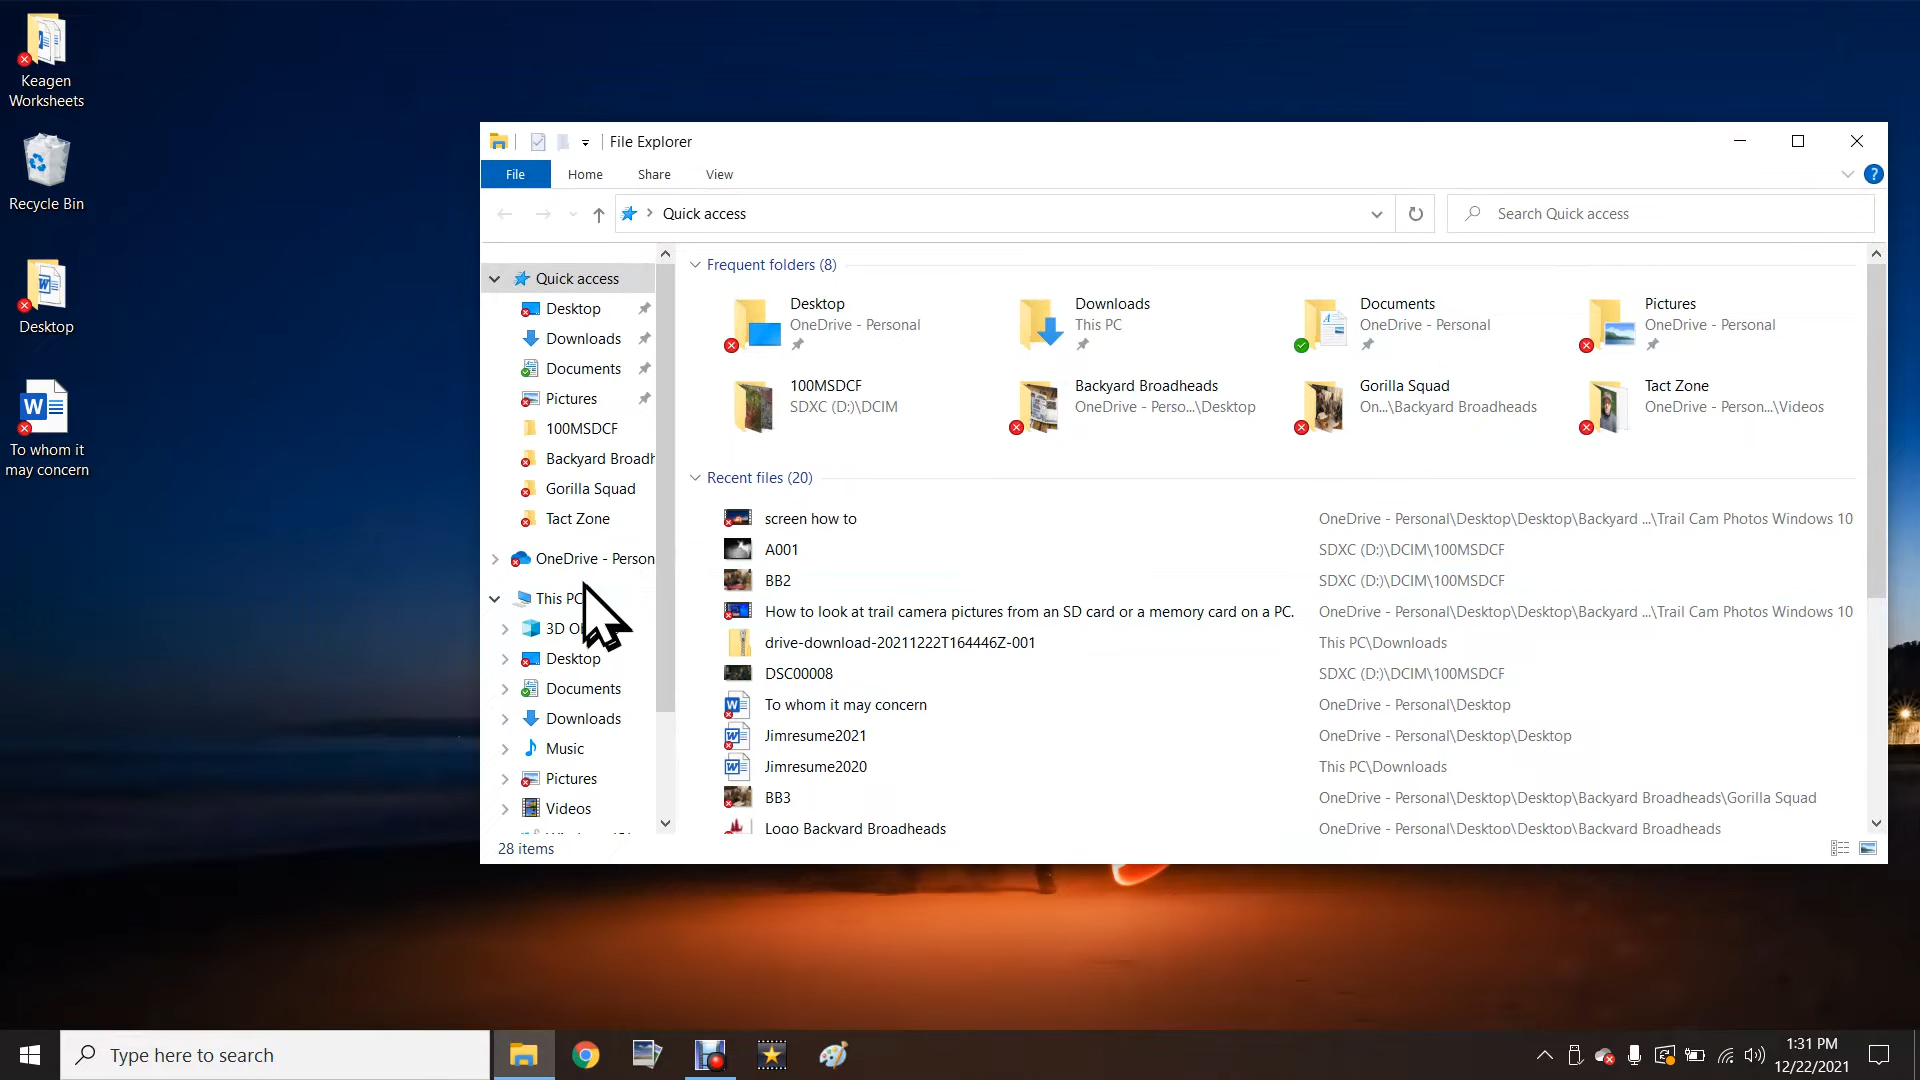 Keagen
Worksheets
Recycle Bin
Desktop
To whom it
may concern
File Explorer
File
Home
Share
View
Quick access
Search Quick access
Quick access
Desktop
Downloads
Documents
Pictures
100MSDCF
Backyard Broadh
Gorilla Squad
Tact Zone
OneDrive - Person
This PC
3D O
Desktop
Documents
Downloads
Music
Pictures
Videos
28 items
Frequent folders (8)
Desktop
OneDrive - Personal
Downloads
This PC
Documents
OneDrive - Personal
Pictures
OneDrive - Personal
100MSDCF
SDXC (D:)\DCIM
Backyard Broadheads
OneDrive - Perso...\Desktop
Gorilla Squad
On...\Backyard Broadheads
Tact Zone
OneDrive - Person...\Videos
Recent files (20)
screen how to OneDrive - Personal\Desktop\Desktop\Backyard ...\Trail Cam Photos Windows 10
A001 SDXC (D:)\DCIM\100MSDCF
BB2 SDXC (D:)\DCIM\100MSDCF
How to look at trail camera pictures from an SD card or a memory card on a PC. OneDrive - Personal\Desktop\Desktop\Backyard ...\Trail Cam Photos Windows 10
drive-download-20211222T164446Z-001 This PC\Downloads
DSC00008 SDXC (D:)\DCIM\100MSDCF
To whom it may concern OneDrive - Personal\Desktop
Jimresume2021 OneDrive - Personal\Desktop\Desktop
Jimresume2020 This PC\Downloads
BB3 OneDrive - Personal\Desktop\Desktop\Backyard Broadheads\Gorilla Squad
Logo Backyard Broadheads OneDrive - Personal\Desktop\Desktop\Backyard Broadheads
Type here to search
1:31 PM
12/22/2021